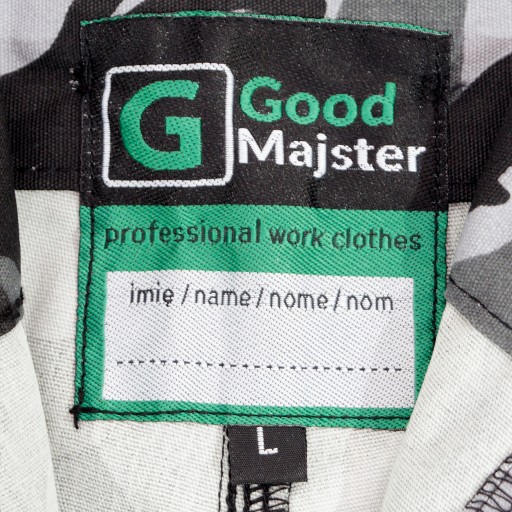 G
Good
Majster
professional work clothes
imię / name / nome / nom
L